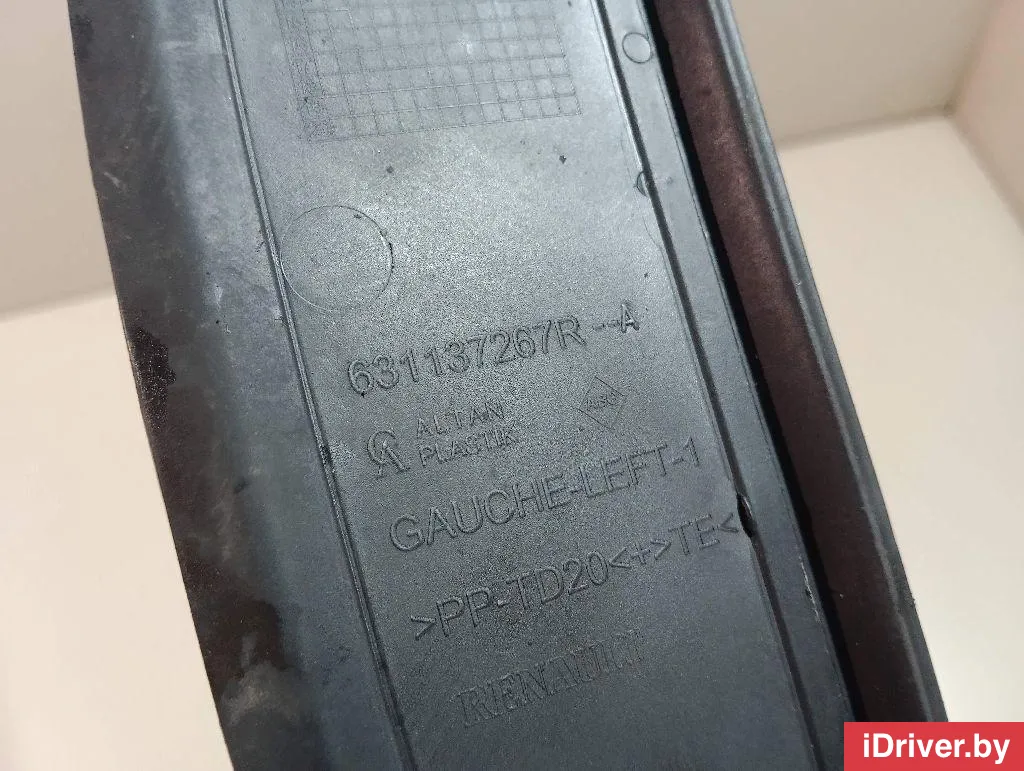 631137267R--A
ALTAN
PLASTIK
GAUCHE-LEFT-1
>PP-TD20<+>TE<
RENAULT
iDriver.by